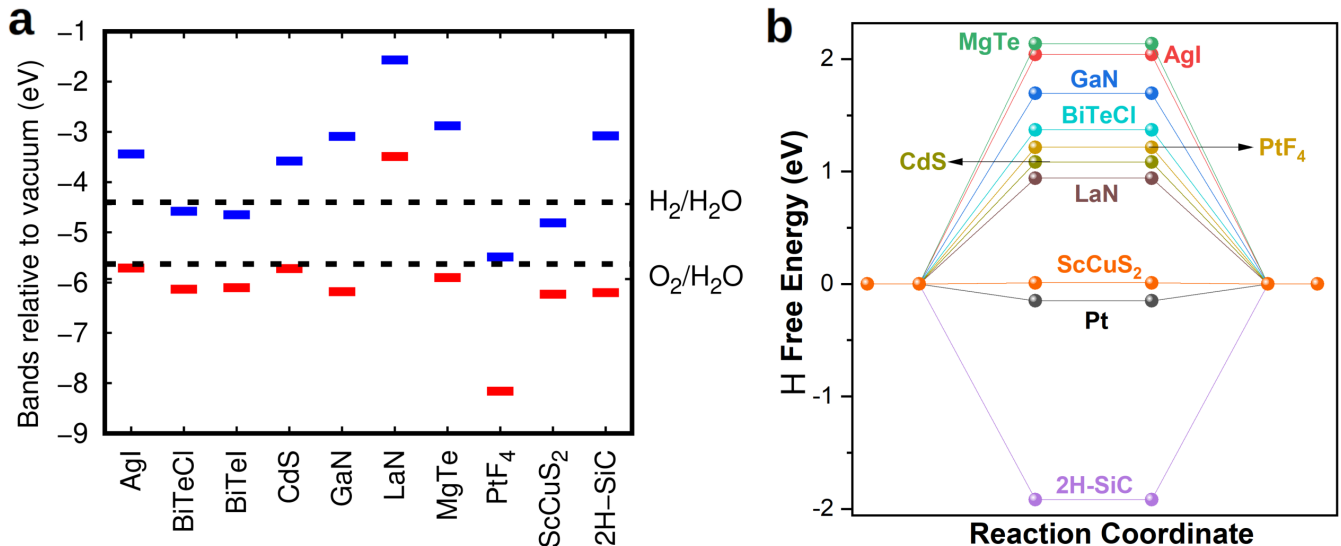 a
Bands relative to vacuum (eV)
−1
−2
−3
−4
−5
−6
−7
−8
−9
H₂/H₂O
O₂/H₂O
AgI
BiTeCl
BiTeI
CdS
GaN
LaN
MgTe
PtF₄
ScCuS₂
2H−SiC
b
H Free Energy (eV)
2
1
0
-1
-2
MgTe
AgI
GaN
BiTeCl
CdS
PtF₄
LaN
ScCuS₂
Pt
2H-SiC
Reaction Coordinate